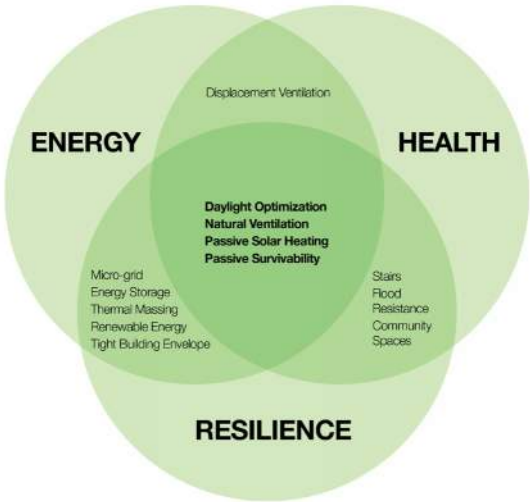 Displacement Ventilation
ENERGY
HEALTH
Daylight Optimization
Natural Ventilation
Passive Solar Heating
Passive Survivability
Micro-grid
Energy Storage
Thermal Massing
Renewable Energy
Tight Building Envelope
Stairs
Flood
Resistance
Community
Spaces
RESILIENCE